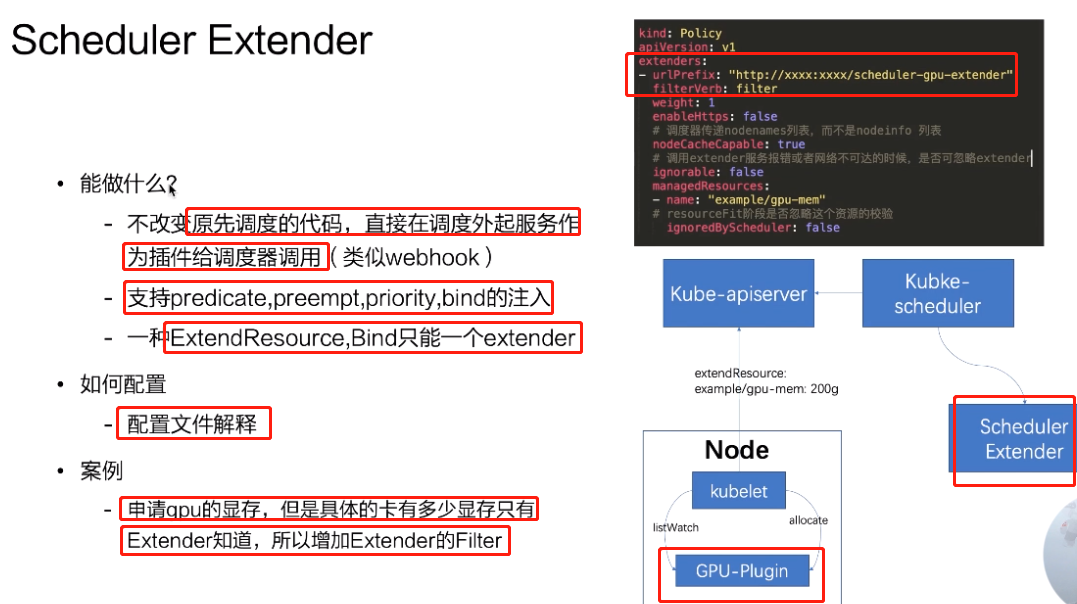 Scheduler Extender
• 能做什么?
- 不改变原先调度的代码，直接在调度外起服务作
为插件给调度器调用（类似webhook）
- 支持predicate,preempt,priority,bind的注入
- 一种ExtendResource,Bind只能一个extender
• 如何配置
- 配置文件解释
• 案例
- 申请gpu的显存，但是具体的卡有多少显存只有
Extender知道，所以增加Extender的Filter
kind: Policy
apiVersion: v1
extenders:
- urlPrefix: "http://xxxx:xxxx/scheduler-gpu-extender"
filterVerb: filter
weight: 1
enableHttps: false
# 调度器传递nodenames列表，而不是nodeinfo 列表
nodeCacheCapable: true
# 调用extender服务报错或者网络不可达的时候，是否可忽略extender
ignorable: false
managedResources:
- name: "example/gpu-mem"
# resourceFit阶段是否忽略这个资源的校验
ignoredByScheduler: false
Kube-apiserver
Kubke-
scheduler
extendResource:
example/gpu-mem: 200g
Scheduler
Extender
Node
kubelet
listWatch
allocate
GPU-Plugin